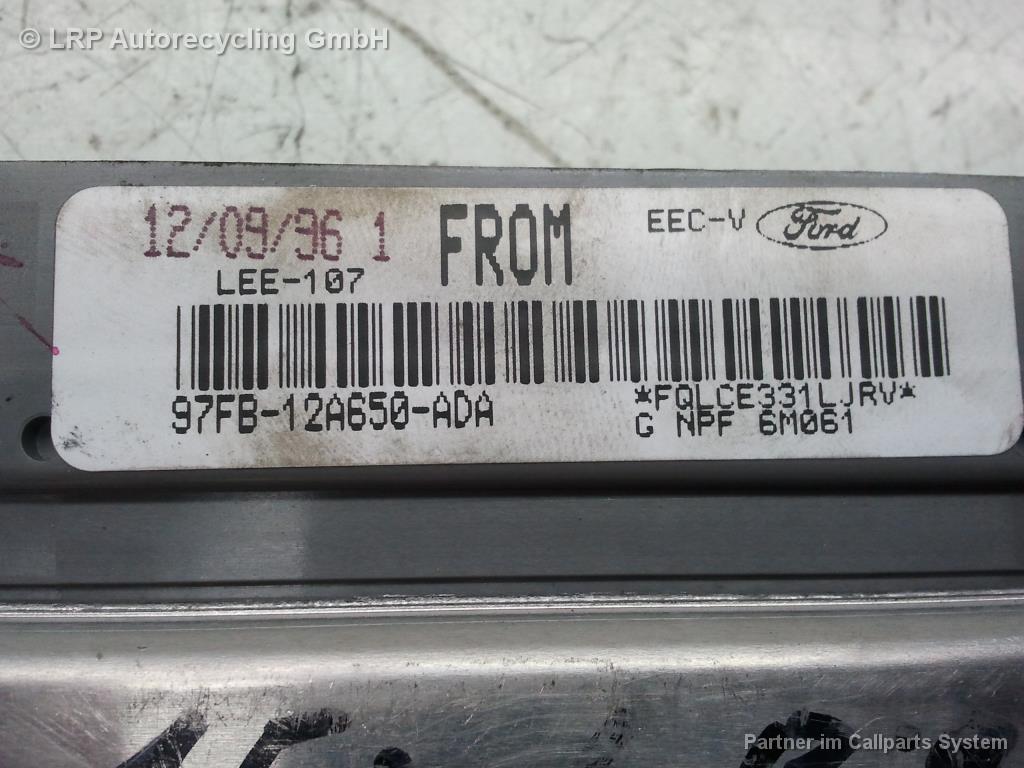 © LRP Autorecycling GmbH
12/09/96 1 FROM EEC-V Ford
LEE-107
97FB-12A650-ADA *FQLCE331LJRV*
G NPF 6M061
Partner im Callparts System